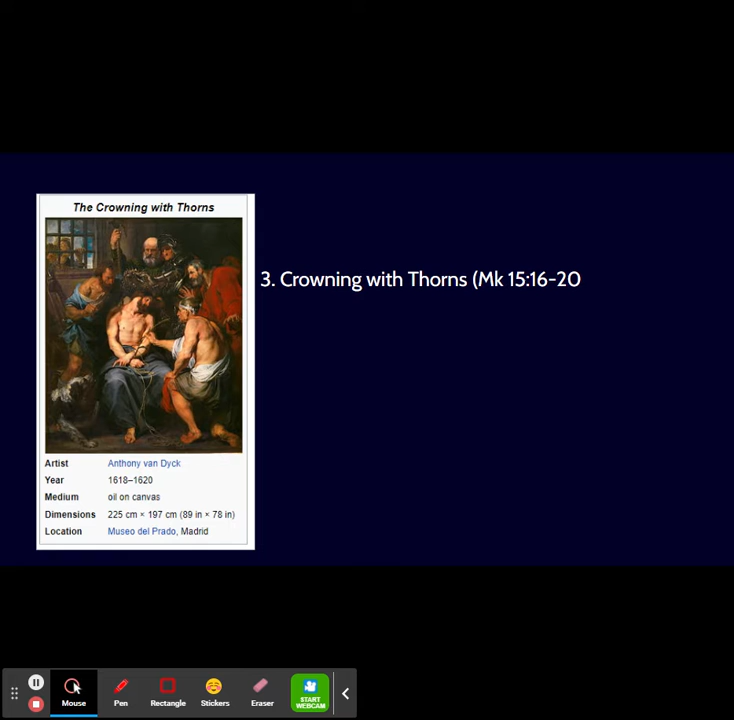 The Crowning with Thorns
3. Crowning with Thorns (Mk 15:16-20
Artist Anthony van Dyck
Year 1618–1620
Medium oil on canvas
Dimensions 225 cm × 197 cm (89 in × 78 in)
Location Museo del Prado, Madrid
Mouse Pen Rectangle Stickers Eraser START
WEBCAM